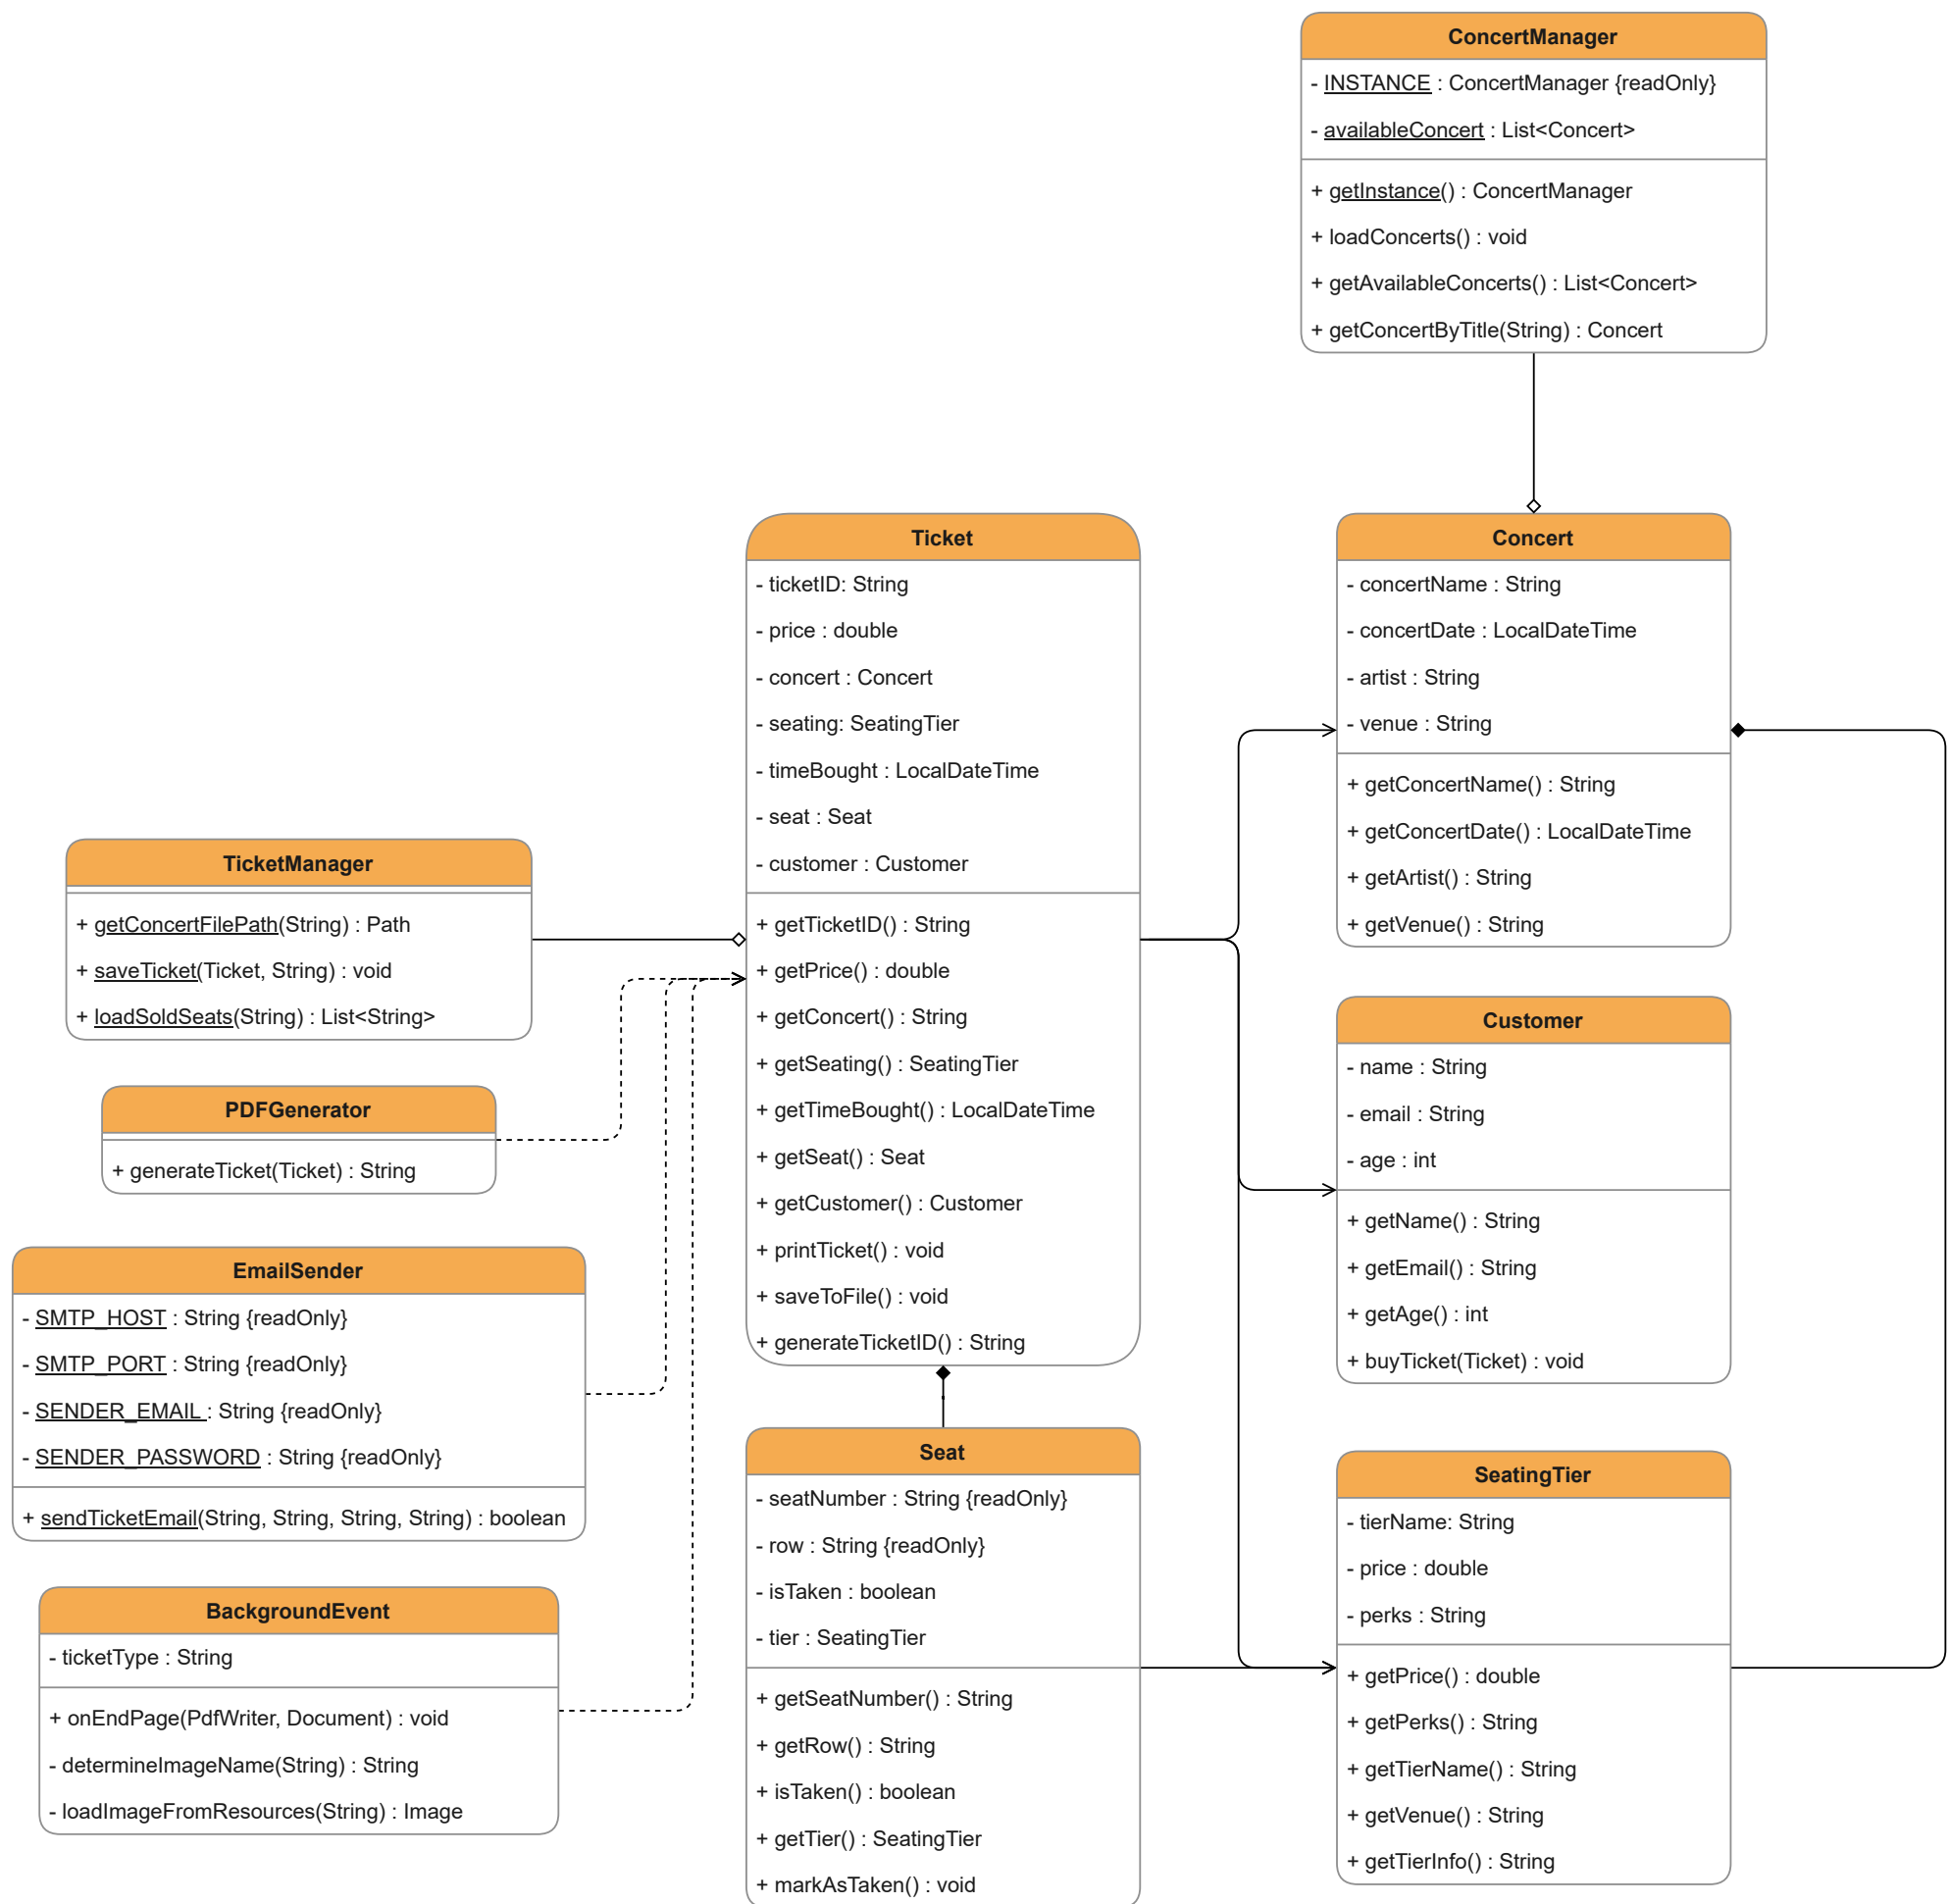 ConcertManager
- INSTANCE : ConcertManager {readOnly}
- availableConcert : List<Concert>
+ getInstance() : ConcertManager
+ loadConcerts() : void
+ getAvailableConcerts() : List<Concert>
+ getConcertByTitle(String) : Concert
Ticket
- ticketID: String
- price : double
- concert : Concert
- seating: SeatingTier
- timeBought : LocalDateTime
- seat : Seat
- customer : Customer
+ getTicketID() : String
+ getPrice() : double
+ getConcert() : String
+ getSeating() : SeatingTier
+ getTimeBought() : LocalDateTime
+ getSeat() : Seat
+ getCustomer() : Customer
+ printTicket() : void
+ saveToFile() : void
+ generateTicketID() : String
Concert
- concertName : String
- concertDate : LocalDateTime
- artist : String
- venue : String
+ getConcertName() : String
+ getConcertDate() : LocalDateTime
+ getArtist() : String
+ getVenue() : String
TicketManager
+ getConcertFilePath(String) : Path
+ saveTicket(Ticket, String) : void
+ loadSoldSeats(String) : List<String>
PDFGenerator
+ generateTicket(Ticket) : String
Customer
- name : String
- email : String
- age : int
+ getName() : String
+ getEmail() : String
+ getAge() : int
+ buyTicket(Ticket) : void
EmailSender
- SMTP_HOST : String {readOnly}
- SMTP_PORT : String {readOnly}
- SENDER_EMAIL : String {readOnly}
- SENDER_PASSWORD : String {readOnly}
+ sendTicketEmail(String, String, String, String) : boolean
Seat
- seatNumber : String {readOnly}
- row : String {readOnly}
- isTaken : boolean
- tier : SeatingTier
+ getSeatNumber() : String
+ getRow() : String
+ isTaken() : boolean
+ getTier() : SeatingTier
+ markAsTaken() : void
SeatingTier
- tierName: String
- price : double
- perks : String
+ getPrice() : double
+ getPerks() : String
+ getTierName() : String
+ getVenue() : String
+ getTierInfo() : String
BackgroundEvent
- ticketType : String
+ onEndPage(PdfWriter, Document) : void
- determineImageName(String) : String
- loadImageFromResources(String) : Image